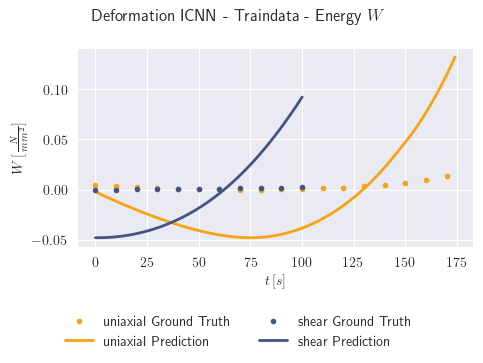 Deformation ICNN - Traindata - Energy W
0.10
0.05
0.00
−0.05
W [N/mm²]
0 25 50 75 100 125 150 175
t [s]
uniaxial Ground Truth shear Ground Truth
uniaxial Prediction shear Prediction